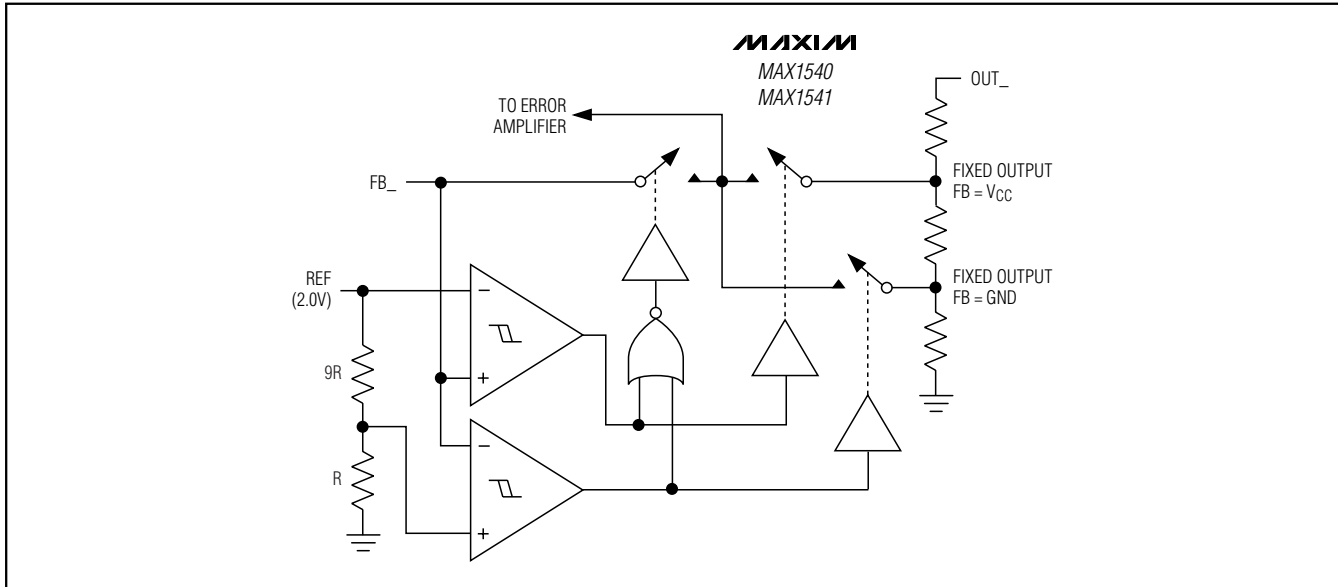 MAXIM
MAX1540
MAX1541
OUT_
TO ERROR
AMPLIFIER
FB_
FIXED OUTPUT
FB = VCC
REF
(2.0V)
FIXED OUTPUT
FB = GND
−
9R
+
−
R
+